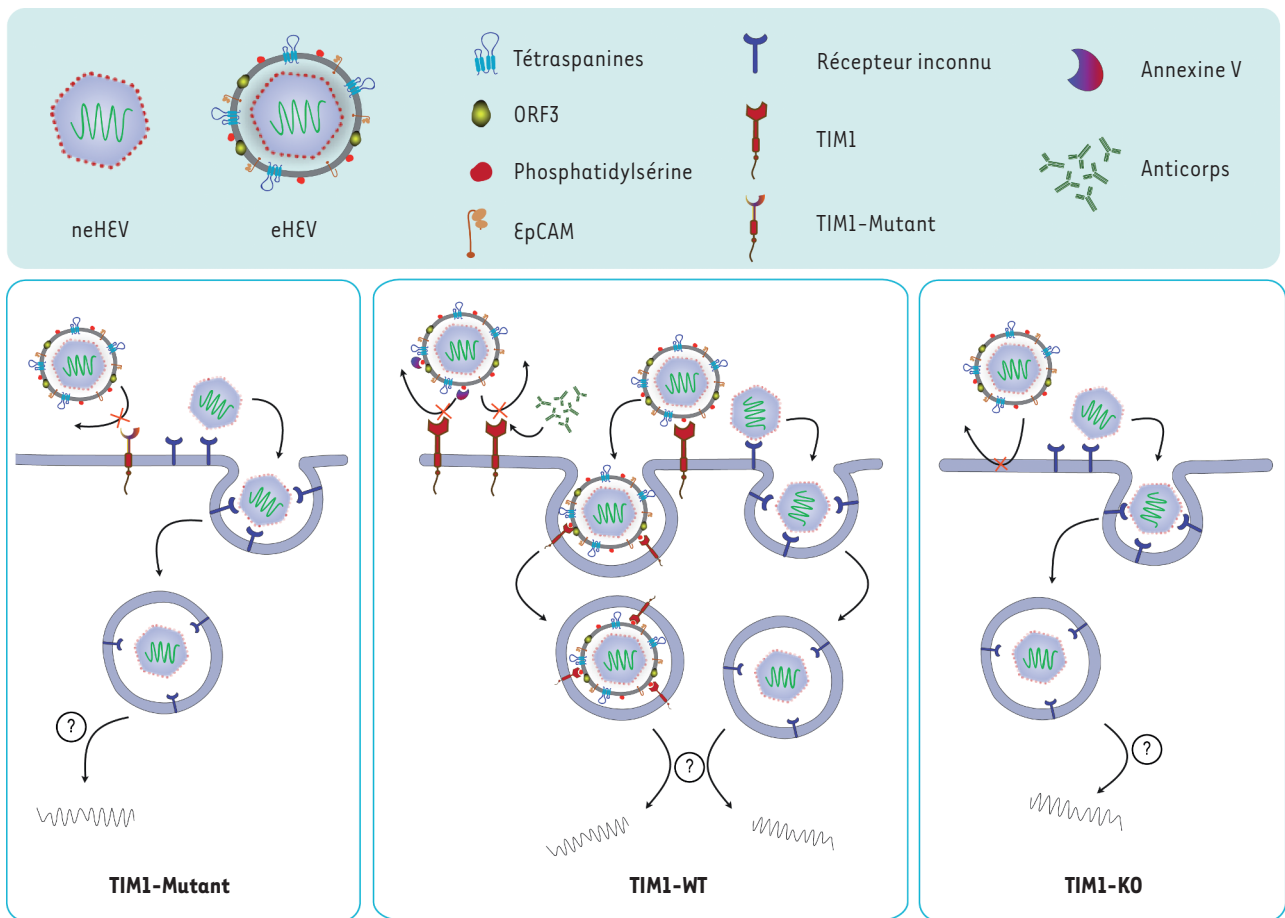 neHEV
eHEV
Tétraspanines
ORF3
Phosphatidylsérine
EpCAM
Récepteur inconnu
TIM1
TIM1-Mutant
Annexine V
Anticorps
?
TIM1-Mutant
?
TIM1-WT
?
TIM1-KO